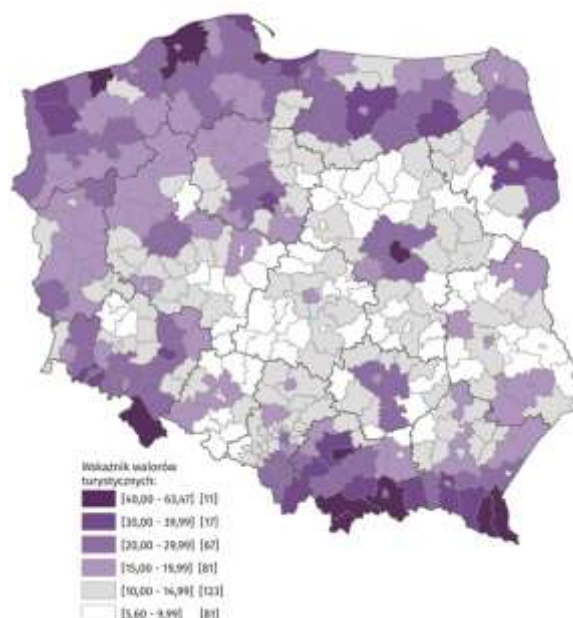 Wskaźnik walorów
turystycznych:
[40,00 - 63,47] [11]
[30,00 - 39,99] [17]
[20,00 - 29,99] [67]
[15,00 - 19,99] [81]
[10,00 - 14,99] [123]
[5,60 - 9,99] [81]